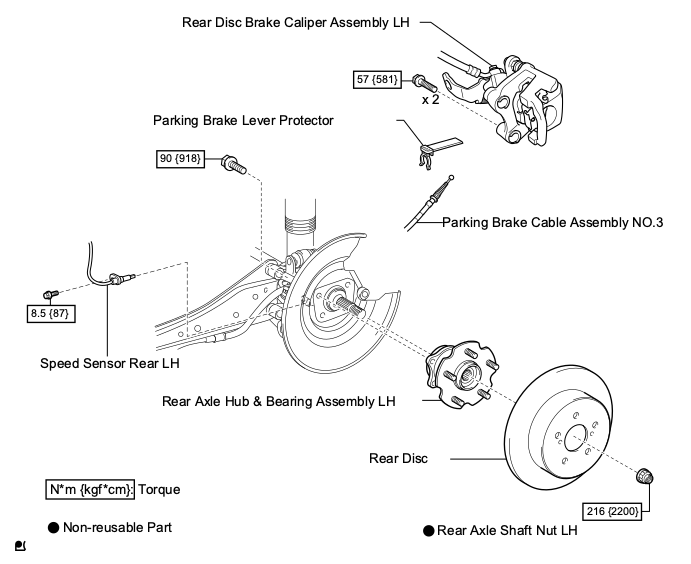 Rear Disc Brake Caliper Assembly LH
57 {581}
x 2
Parking Brake Lever Protector
90 {918}
Parking Brake Cable Assembly NO.3
8.5 {87}
Speed Sensor Rear LH
Rear Axle Hub & Bearing Assembly LH
Rear Disc
N*m {kgf*cm}: Torque
216 {2200}
● Non-reusable Part
● Rear Axle Shaft Nut LH